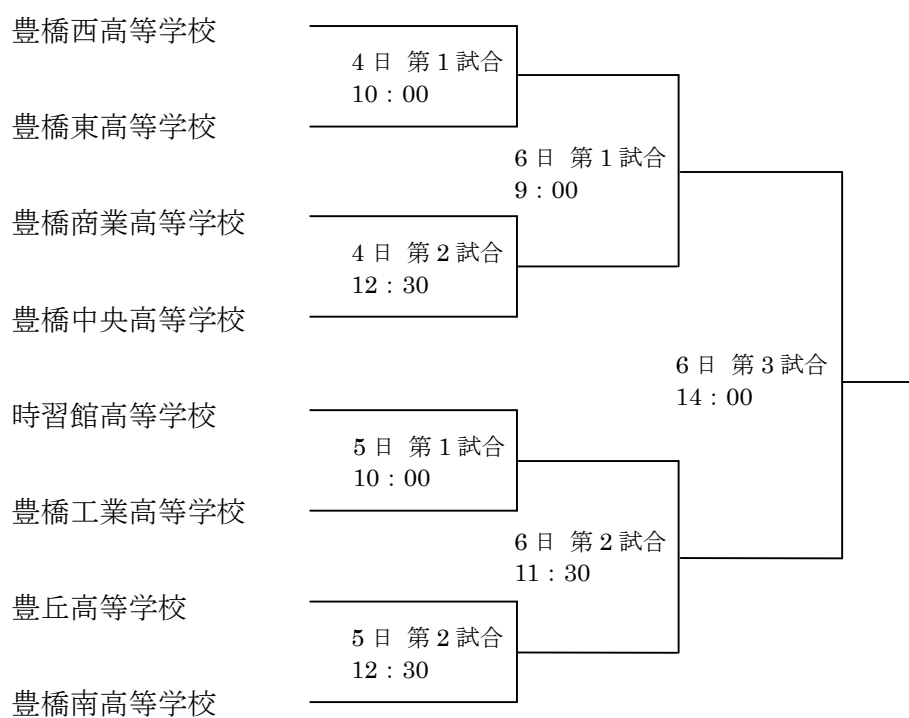 豊橋西高等学校
4日 第1試合
10：00
豊橋東高等学校
6日 第1試合
9：00
豊橋商業高等学校
4日 第2試合
12：30
豊橋中央高等学校
6日 第3試合
14：00
時習館高等学校
5日 第1試合
10：00
豊橋工業高等学校
6日 第2試合
11：30
豊丘高等学校
5日 第2試合
12：30
豊橋南高等学校